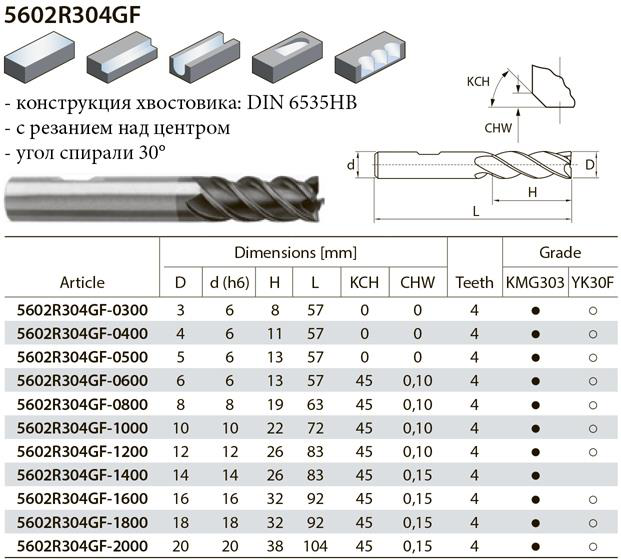 5602R304GF
- конструкция хвостовика: DIN 6535HB
- с резанием над центром
- угол спирали 30°
KCH
CHW
d
D
H
L
Dimensions [mm] Grade
Article D d (h6) H L KCH CHW Teeth KMG303 YK30F
5602R304GF-0300 3 6 8 57 0 0 4 ● ○
5602R304GF-0400 4 6 11 57 0 0 4 ● ○
5602R304GF-0500 5 6 13 57 0 0 4 ● ○
5602R304GF-0600 6 6 13 57 45 0,10 4 ● ○
5602R304GF-0800 8 8 19 63 45 0,10 4 ● ○
5602R304GF-1000 10 10 22 72 45 0,10 4 ● ○
5602R304GF-1200 12 12 26 83 45 0,10 4 ● ○
5602R304GF-1400 14 14 26 83 45 0,15 4 ●
5602R304GF-1600 16 16 32 92 45 0,15 4 ● ○
5602R304GF-1800 18 18 32 92 45 0,15 4 ● ○
5602R304GF-2000 20 20 38 104 45 0,15 4 ● ○